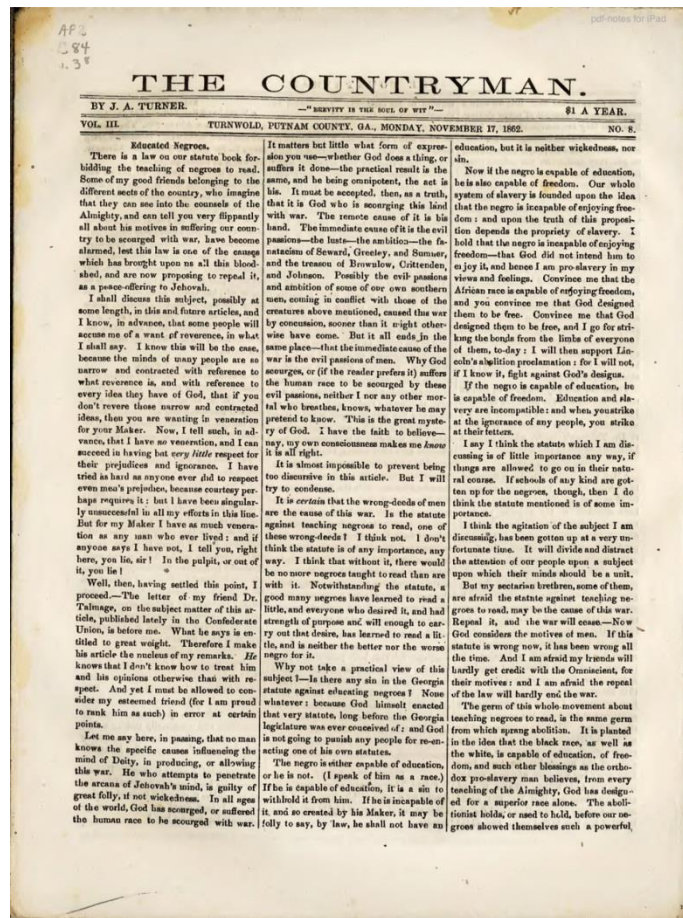 pdf-notes for iPad
THE COUNTRYMAN.
BY J. A. TURNER.
—"BREVITY IS THE SOUL OF WIT"—
$1 A YEAR.
VOL. III.
TURNWOLD, PUTNAM COUNTY, GA., MONDAY, NOVEMBER 17, 1862.
NO. 8.
Educated Negroes.
There is a law on our statute book for-
bidding the teaching of negroes to read.
Some of my good friends belonging to the
different sects of the country, who imagine
that they can see into the counsels of the
Almighty, and can tell you very flippantly
all about his motives in suffering our coun-
try to be scourged with war, have become
alarmed, lest this law is one of the causes
which has brought upon us all this blood-
shed, and are now proposing to repeal it,
as a peace-offering to Jehovah.
I shall discuss this subject, possibly at
some length, in this and future articles, and
I know, in advance, that some people will
accuse me of a want of reverence, in what
I shall say. I know this will be the case,
because the minds of many people are so
narrow and contracted with reference to
what reverence is, and with reference to
every idea they have of God, that if you
don't revere those narrow and contracted
ideas, then you are wanting in veneration
for your Maker. Now, I tell such, in ad-
vance, that I have no veneration, and I can
succeed in having but very little respect for
their prejudices and ignorance. I have
tried as hard as anyone ever did to respect
even men's prejudice, because courtesy per-
haps requires it: but I have been singular-
ly unsuccessful in all my efforts in this line.
But for my Maker I have as much venera-
tion as any man who ever lived: and if
anyone says I have not, I tell you, right
here, you lie, sir! In the pulpit, or out of
it, you lie!
Well, then, having settled this point, I
proceed.—The letter of my friend Dr.
Talmage, on the subject matter of this ar-
ticle, published lately in the Confederate
Union, is before me. What he says is en-
titled to great weight. Therefore I make
his article the nucleus of my remarks. He
knows that I don't know how to treat him
and his opinions otherwise than with re-
spect. And yet I must be allowed to con-
sider my esteemed friend (for I am proud
to rank him as such) in error at certain
points.
Let me say here, in passing, that no man
knows the specific causes influencing the
mind of Deity, in producing, or allowing
this war. He who attempts to penetrate
the arcana of Jehovah's mind, is guilty of
great folly, if not wickedness. In all ages
of the world, God has scourged, or suffered
the human race to be scourged with war.
It matters but little what form of expres-
sion you use—whether God does a thing, or
suffers it done—the practical result is the
same, and he being omnipotent, the act is
his. It must be accepted, then, as a truth,
that it is God who is scourging this land
with war. The remote cause of it is his
hand. The immediate cause of it is the evil
passions—the lusts—the ambition—the fa-
natacism of Seward, Greeley, and Sumner,
and the treason of Brownlow, Crittenden,
and Johnson. Possibly the evil passions
and ambition of some of our own southern
men, coming in conflict with those of the
creatures above mentioned, caused this war
by concussion, sooner than it might other-
wise have come. But it all ends in the
same place—that the immediate cause of the
war is the evil passions of men. Why God
scourges, or (if the reader prefers it) suffers
the human race to be scourged by these
evil passions, neither I nor any other mor-
tal who breathes, knows, whatever he may
pretend to know. This is the great myste-
ry of God. I have the faith to believe—
nay, my own consciousness makes me know
it is all right.
It is almost impossible to prevent being
too discursive in this article. But I will
try to condense.
It is certain that the wrong-deeds of men
are the cause of this war. Is the statute
against teaching negroes to read, one of
these wrong-deeds? I think not. I don't
think the statute is of any importance, any
way. I think that without it, there would
be no more negroes taught to read than are
with it. Notwithstanding the statute, a
good many negroes have learned to read a
little, and everyone who desired it, and had
strength of purpose and will enough to car-
ry out that desire, has learned to read a lit-
tle, and is neither the better nor the worse
negro for it.
Why not take a practical view of this
subject?—Is there any sin in the Georgia
statute against educating negroes? None
whatever: because God himself enacted
that very statute, long before the Georgia
legislature was ever conceived of: and God
is not going to punish any people for re-en-
acting one of his own statutes.
The negro is either capable of education,
or he is not. (I speak of him as a race.)
If he be capable of education, it is a sin to
withhold it from him. If he is incapable of
it, and so created by his Maker, it may be
folly to say, by law, he shall not have an
education, but it is neither wickedness, nor
sin.
Now if the negro is capable of education,
he is also capable of freedom. Our whole
system of slavery is founded upon the idea
that the negro is incapable of enjoying free-
dom: and upon the truth of this proposi-
tion depends the propriety of slavery. I
hold that the negro is incapable of enjoying
freedom—that God did not intend him to
enjoy it, and hence I am pro-slavery in my
views and feelings. Convince me that the
African race is capable of enjoying freedom,
and you convince me that God designed
them to be free. Convince me that God
designed them to be free, and I go for stri-
king the bonds from the limbs of everyone
of them, to-day: I will then support Lin-
coln's abolition proclamation: for I will not,
if I know it, fight against God's designs.
If the negro is capable of education, he
is capable of freedom. Education and sla-
very are incompatible: and when you strike
at the ignorance of any people, you strike
at their fetters.
I say I think the statute which I am dis-
cussing is of little importance any way, if
things are allowed to go on in their natu-
ral course. If schools of any kind are got-
ten up for the negroes, though, then I do
think the statute mentioned is of some im-
portance.
I think the agitation of the subject I am
discussing, has been gotten up at a very un-
fortunate time. It will divide and distract
the attention of our people upon a subject
upon which their minds should be a unit.
But my sectarian brethren, some of them,
are afraid the statute against teaching ne-
groes to read, may be the cause of this war.
Repeal it, and the war will cease.—Now
God considers the motives of men. If this
statute is wrong now, it has been wrong all
the time. And I am afraid my friends will
hardly get credit with the Omniscient, for
their motives: and I am afraid the repeal
of the law will hardly end the war.
The germ of this whole movement about
teaching negroes to read, is the same germ
from which sprang abolition. It is planted
in the idea that the black race, as well as
the white, is capable of education, of free-
dom, and such other blessings as the ortho-
dox pro-slavery man believes, from every
teaching of the Almighty, God has design-
ed for a superior race alone. The aboli-
tionist holds, or used to hold, before our ne-
groes showed themselves such a powerful,